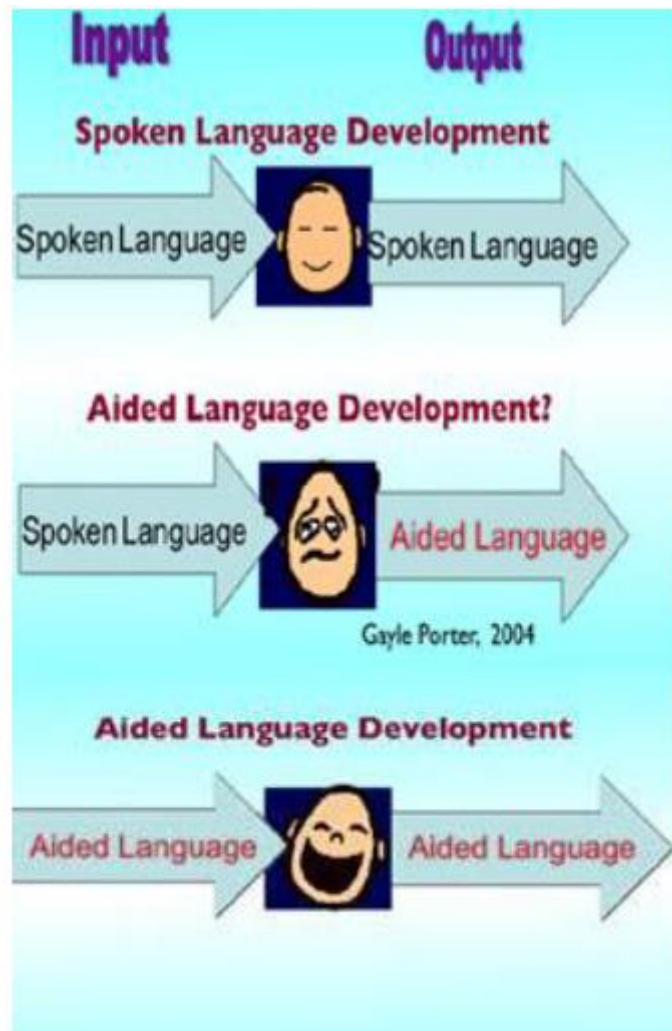 Input Output
Spoken Language Development
Spoken Language Spoken Language
Aided Language Development?
Spoken Language Aided Language
Gayle Porter, 2004
Aided Language Development
Aided Language Aided Language